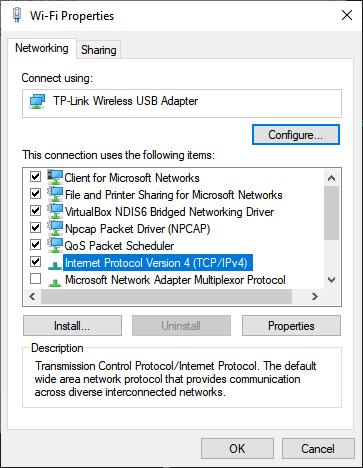 Wi-Fi Properties
Networking
Sharing
Connect using:
TP-Link Wireless USB Adapter
Configure...
This connection uses the following items:
Client for Microsoft Networks
File and Printer Sharing for Microsoft Networks
VirtualBox NDIS6 Bridged Networking Driver
Npcap Packet Driver (NPCAP)
QoS Packet Scheduler
Internet Protocol Version 4 (TCP/IPv4)
Microsoft Network Adapter Multiplexor Protocol
Install...
Uninstall
Properties
Description
Transmission Control Protocol/Internet Protocol. The default
wide area network protocol that provides communication
across diverse interconnected networks.
OK
Cancel